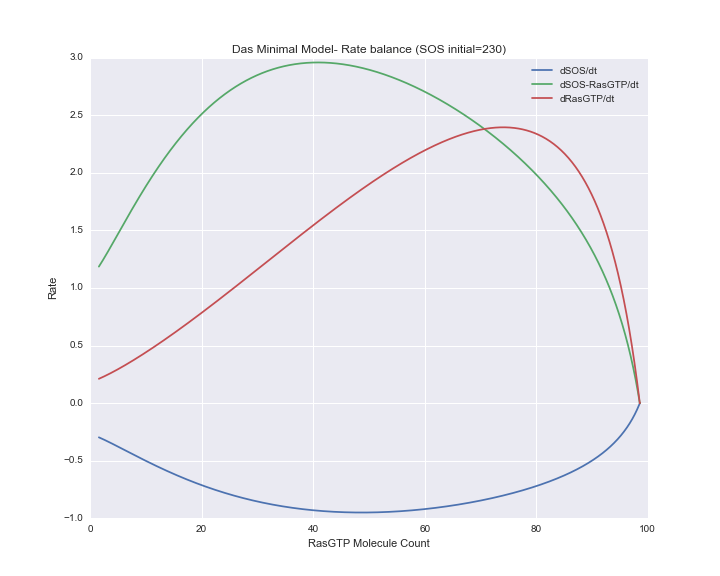 Das Minimal Model- Rate balance (SOS initial=230)
dSOS/dt
dSOS-RasGTP/dt
dRasGTP/dt
3.0
2.5
2.0
1.5
1.0
0.5
0.0
−0.5
−1.0
Rate
0 20 40 60 80 100
RasGTP Molecule Count